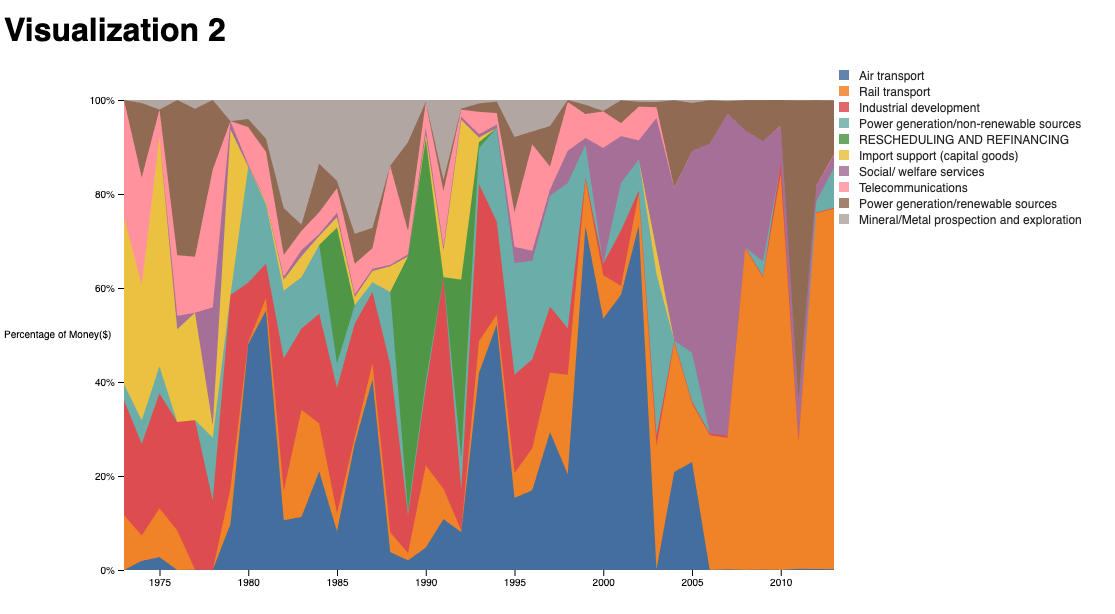 Visualization 2
Air transport
Rail transport
Industrial development
Power generation/non-renewable sources
RESCHEDULING AND REFINANCING
Import support (capital goods)
Social/ welfare services
Telecommunications
Power generation/renewable sources
Mineral/Metal prospection and exploration
100%
80%
60%
Percentage of Money($)
40%
20%
0%
1975 1980 1985 1990 1995 2000 2005 2010